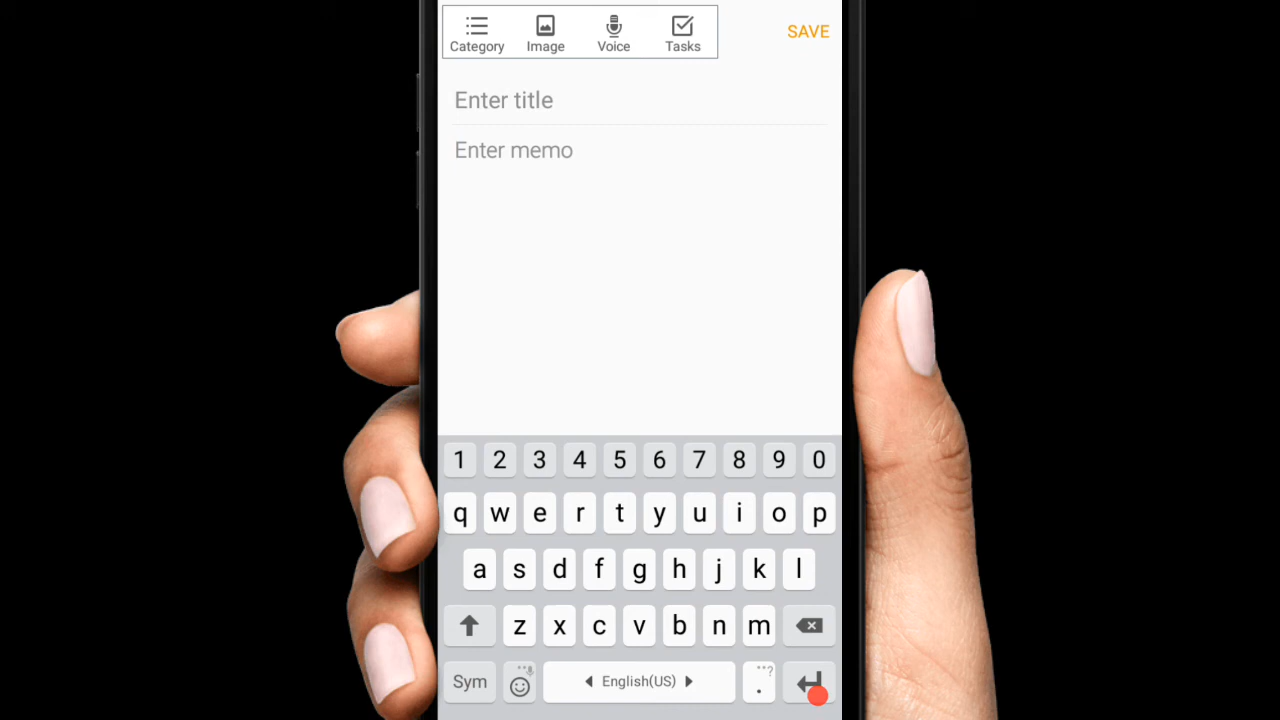 Category Image Voice Tasks
SAVE
Enter title
Enter memo
1 2 3 4 5 6 7 8 9 0
q w e r t y u i o p
a s d f g h j k l
z x c v b n m
Sym English(US) . ...?